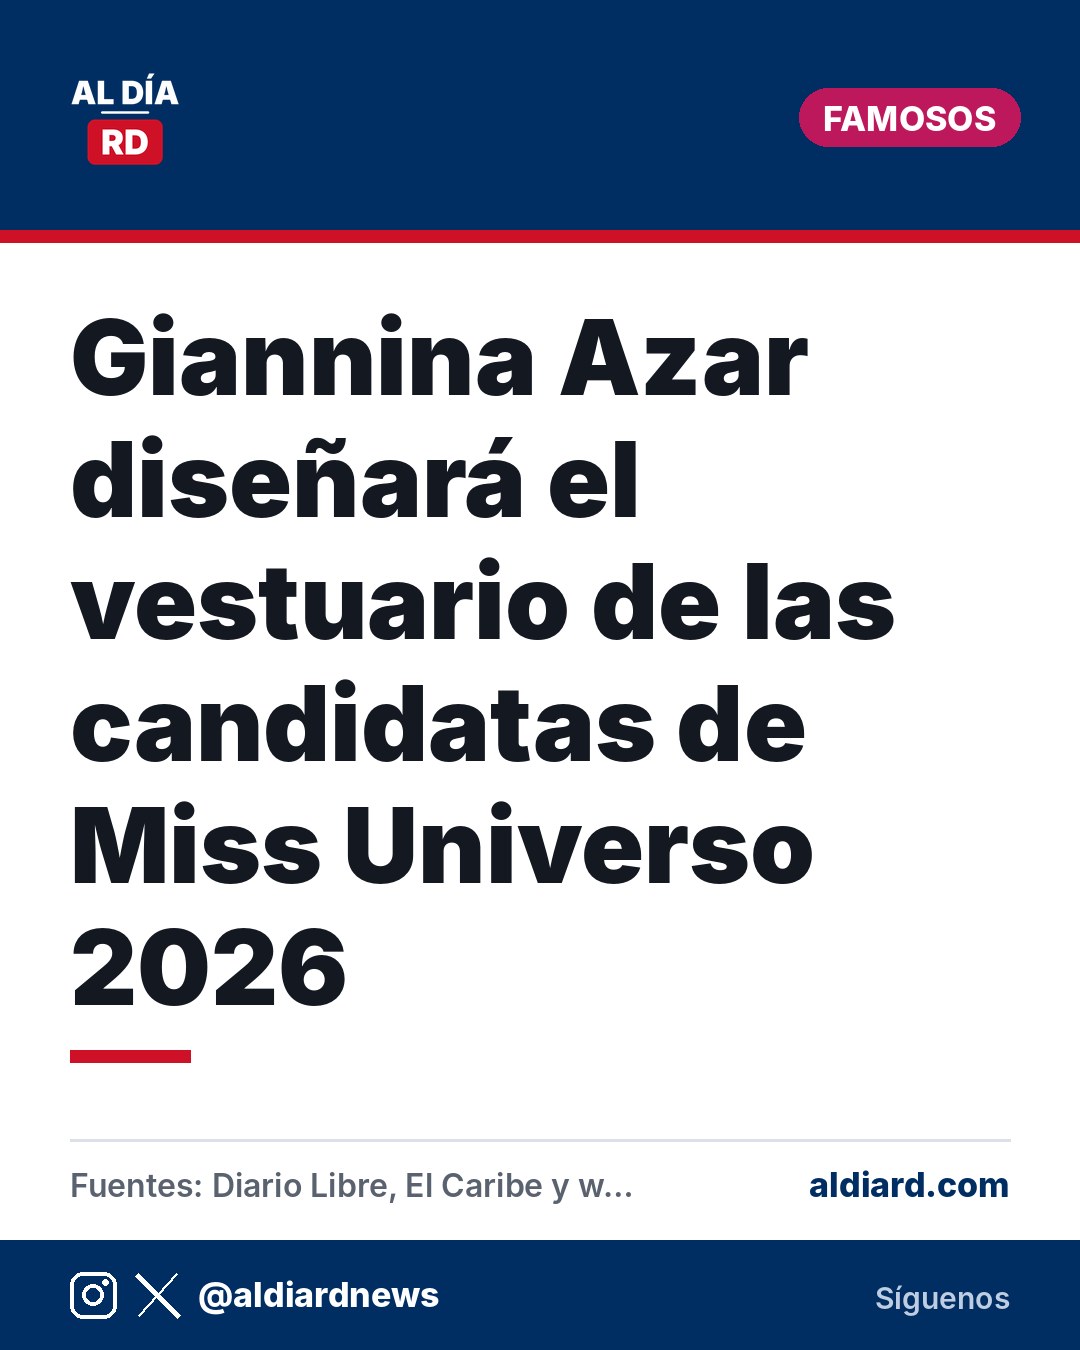 AL DÍA
RD
FAMOSOS
Giannina Azar
diseñará el
vestuario de las
candidatas de
Miss Universo
2026
Fuentes: Diario Libre, El Caribe y w...
aldiard.com
@aldiardnews
Síguenos